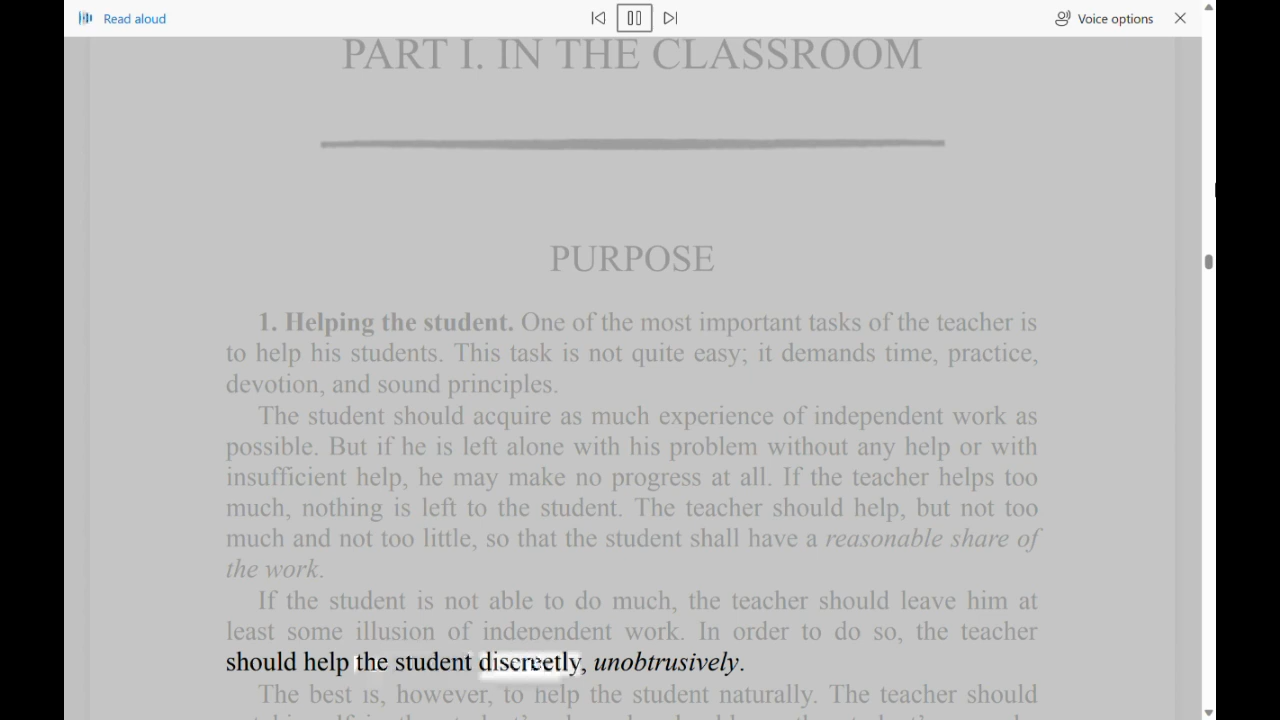 Read aloud
Voice options
PART I. IN THE CLASSROOM
PURPOSE
1. Helping the student. One of the most important tasks of the teacher is
to help his students. This task is not quite easy; it demands time, practice,
devotion, and sound principles.
The student should acquire as much experience of independent work as
possible. But if he is left alone with his problem without any help or with
insufficient help, he may make no progress at all. If the teacher helps too
much, nothing is left to the student. The teacher should help, but not too
much and not too little, so that the student shall have a reasonable share of
the work.
If the student is not able to do much, the teacher should leave him at
least some illusion of independent work. In order to do so, the teacher
should help the student discreetly, unobtrusively.
The best is, however, to help the student naturally. The teacher should